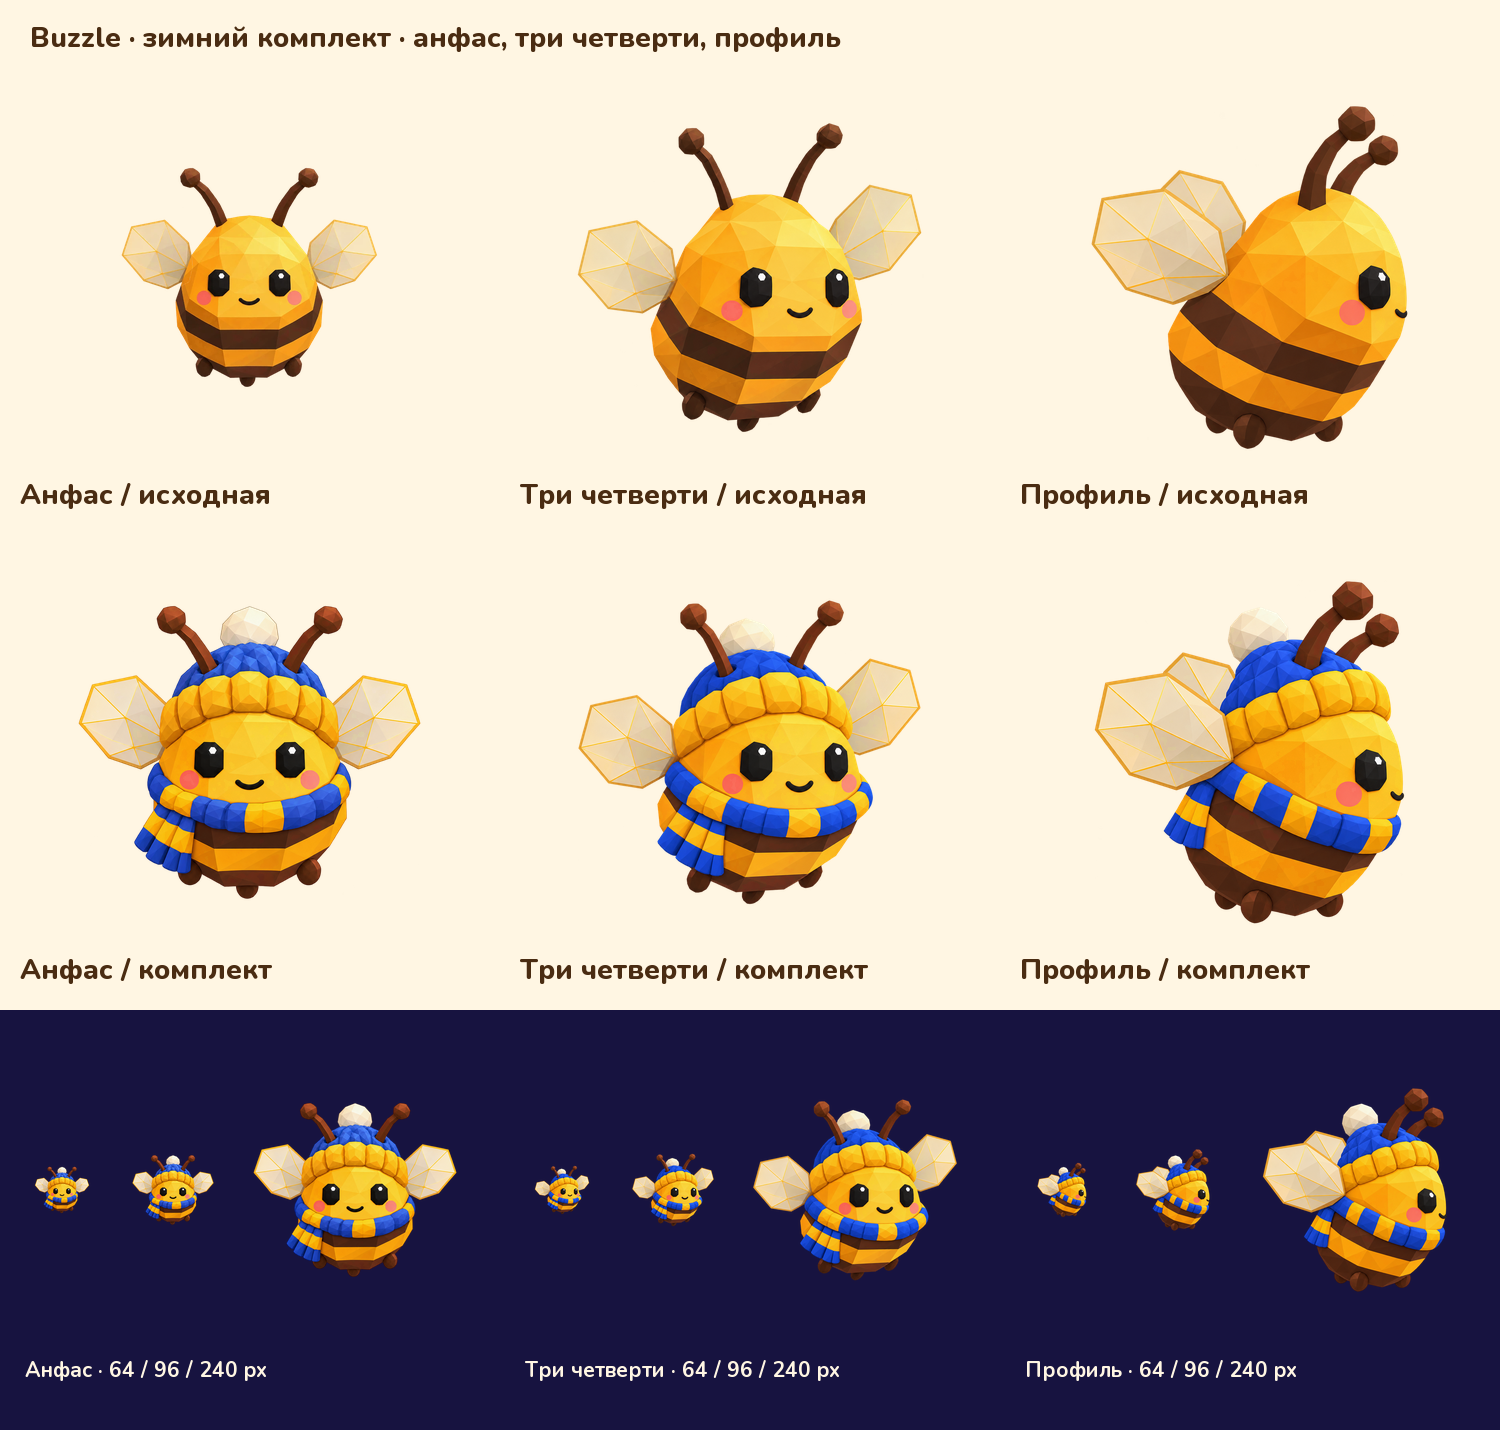 Buzzle · зимний комплект · анфас, три четверти, профиль
Анфас / исходная
Три четверти / исходная
Профиль / исходная
Анфас / комплект
Три четверти / комплект
Профиль / комплект
Анфас · 64 / 96 / 240 px
Три четверти · 64 / 96 / 240 px
Профиль · 64 / 96 / 240 px